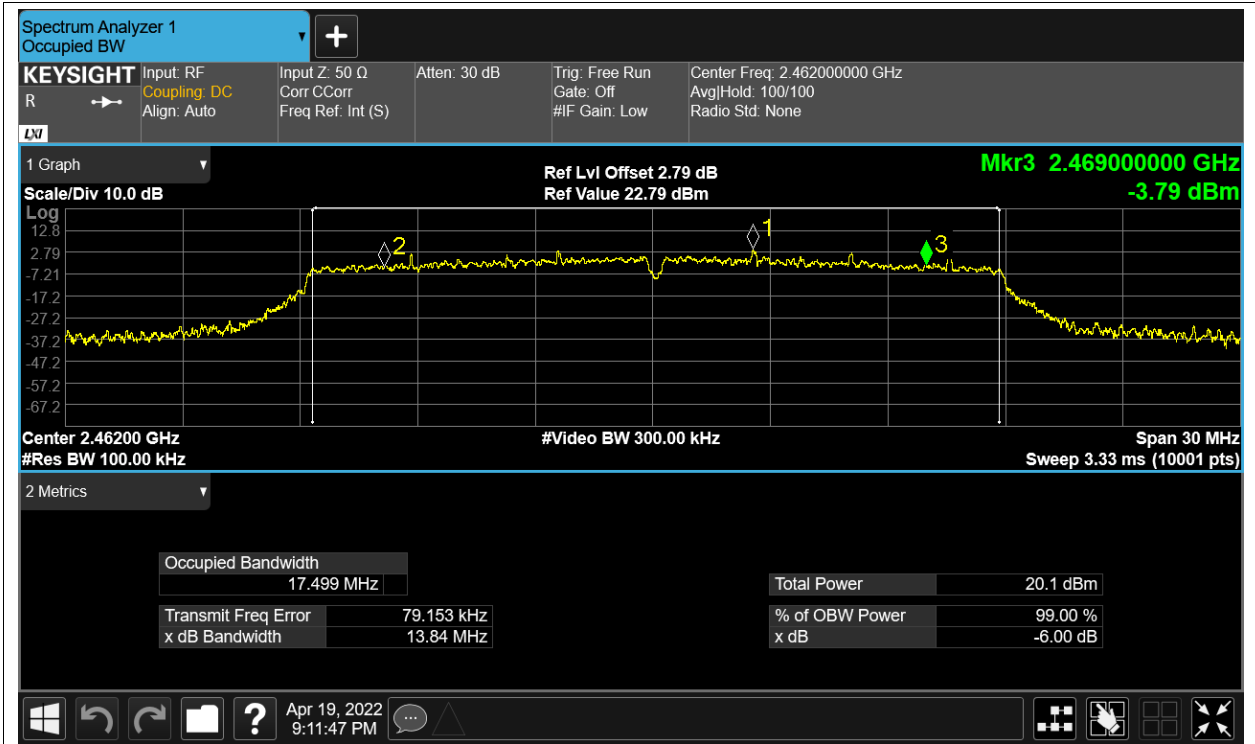 Spectrum Analyzer 1
Occupied BW
KEYSIGHT
R
LXI
Input: RF
Coupling: DC
Align: Auto
Input Z: 50 Ω
Corr CCorr
Freq Ref: Int (S)
Atten: 30 dB
Trig: Free Run
Gate: Off
#IF Gain: Low
Center Freq: 2.462000000 GHz
Avg|Hold: 100/100
Radio Std: None
1 Graph
Scale/Div 10.0 dB
Ref Lvl Offset 2.79 dB
Ref Value 22.79 dBm
Mkr3 2.469000000 GHz
-3.79 dBm
Log
12.8
2.79
-7.21
-17.2
-27.2
-37.2
-47.2
-57.2
-67.2
2
1
3
Center 2.46200 GHz
#Res BW 100.00 kHz
#Video BW 300.00 kHz
Span 30 MHz
Sweep 3.33 ms (10001 pts)
2 Metrics
Occupied Bandwidth
17.499 MHz
Transmit Freq Error 79.153 kHz
x dB Bandwidth 13.84 MHz
Total Power 20.1 dBm
% of OBW Power 99.00 %
x dB -6.00 dB
?
Apr 19, 2022
9:11:47 PM